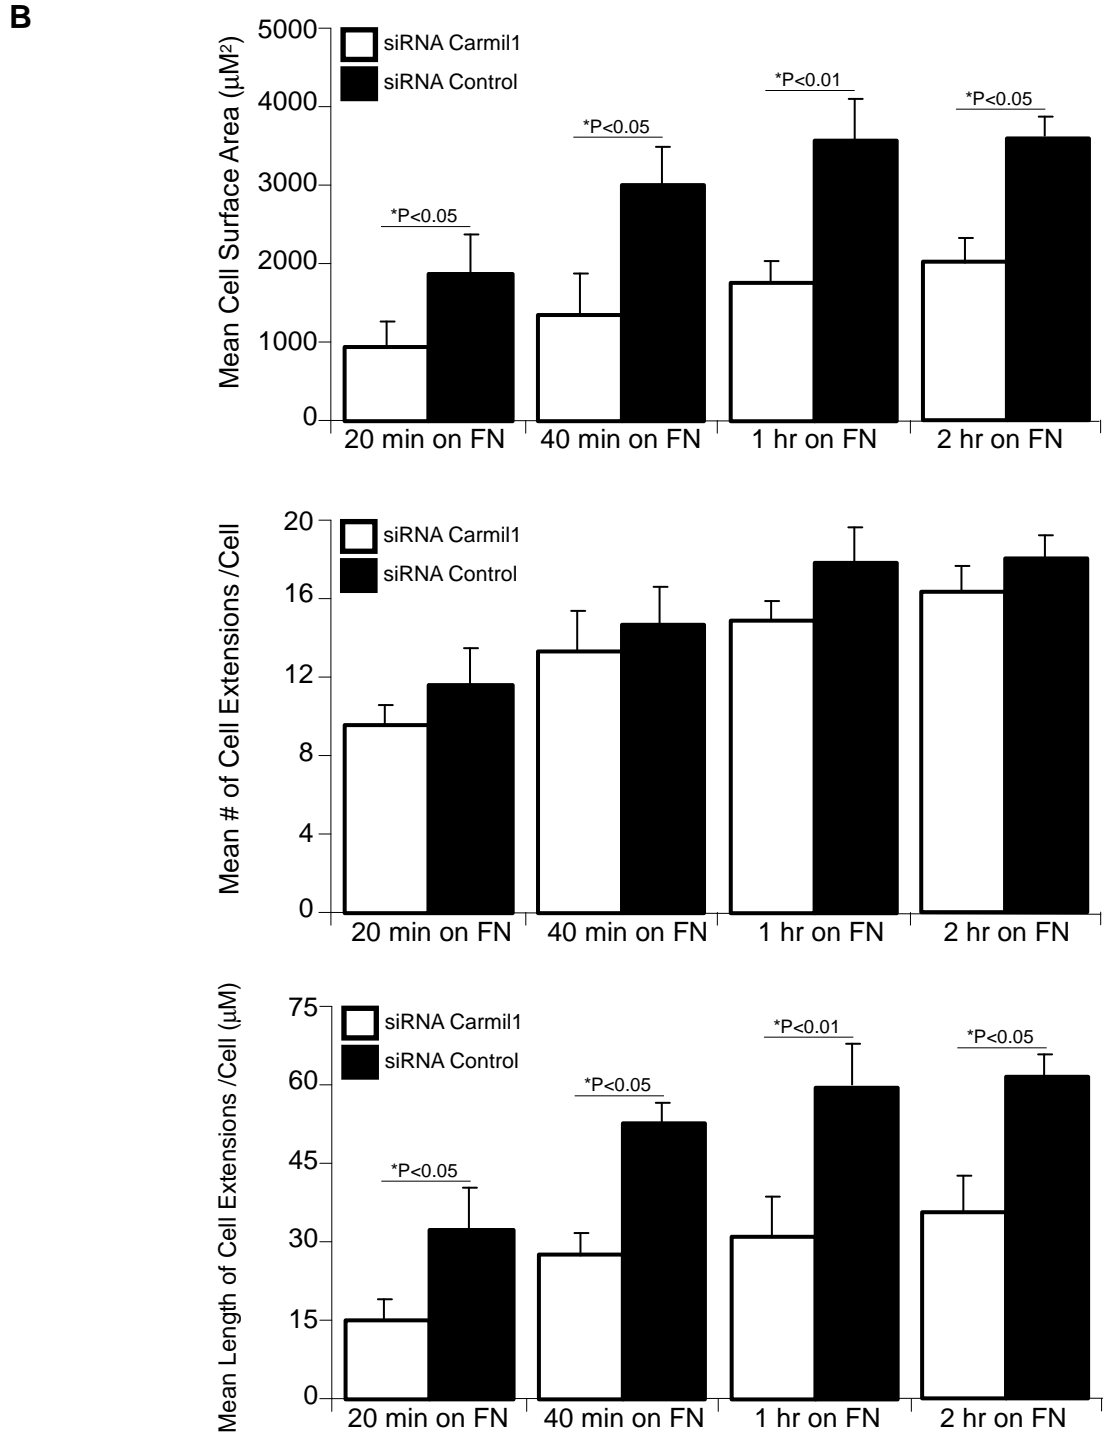 B
Mean Cell Surface Area (μM²)
5000
4000
3000
2000
1000
0
siRNA Carmil1
siRNA Control
*P<0.05
*P<0.05
*P<0.01
*P<0.05
20 min on FN
40 min on FN
1 hr on FN
2 hr on FN
Mean # of Cell Extensions /Cell
20
16
12
8
4
0
siRNA Carmil1
siRNA Control
20 min on FN
40 min on FN
1 hr on FN
2 hr on FN
Mean Length of Cell Extensions /Cell (μM)
75
60
45
30
15
0
siRNA Carmil1
siRNA Control
*P<0.05
*P<0.05
*P<0.01
*P<0.05
20 min on FN
40 min on FN
1 hr on FN
2 hr on FN